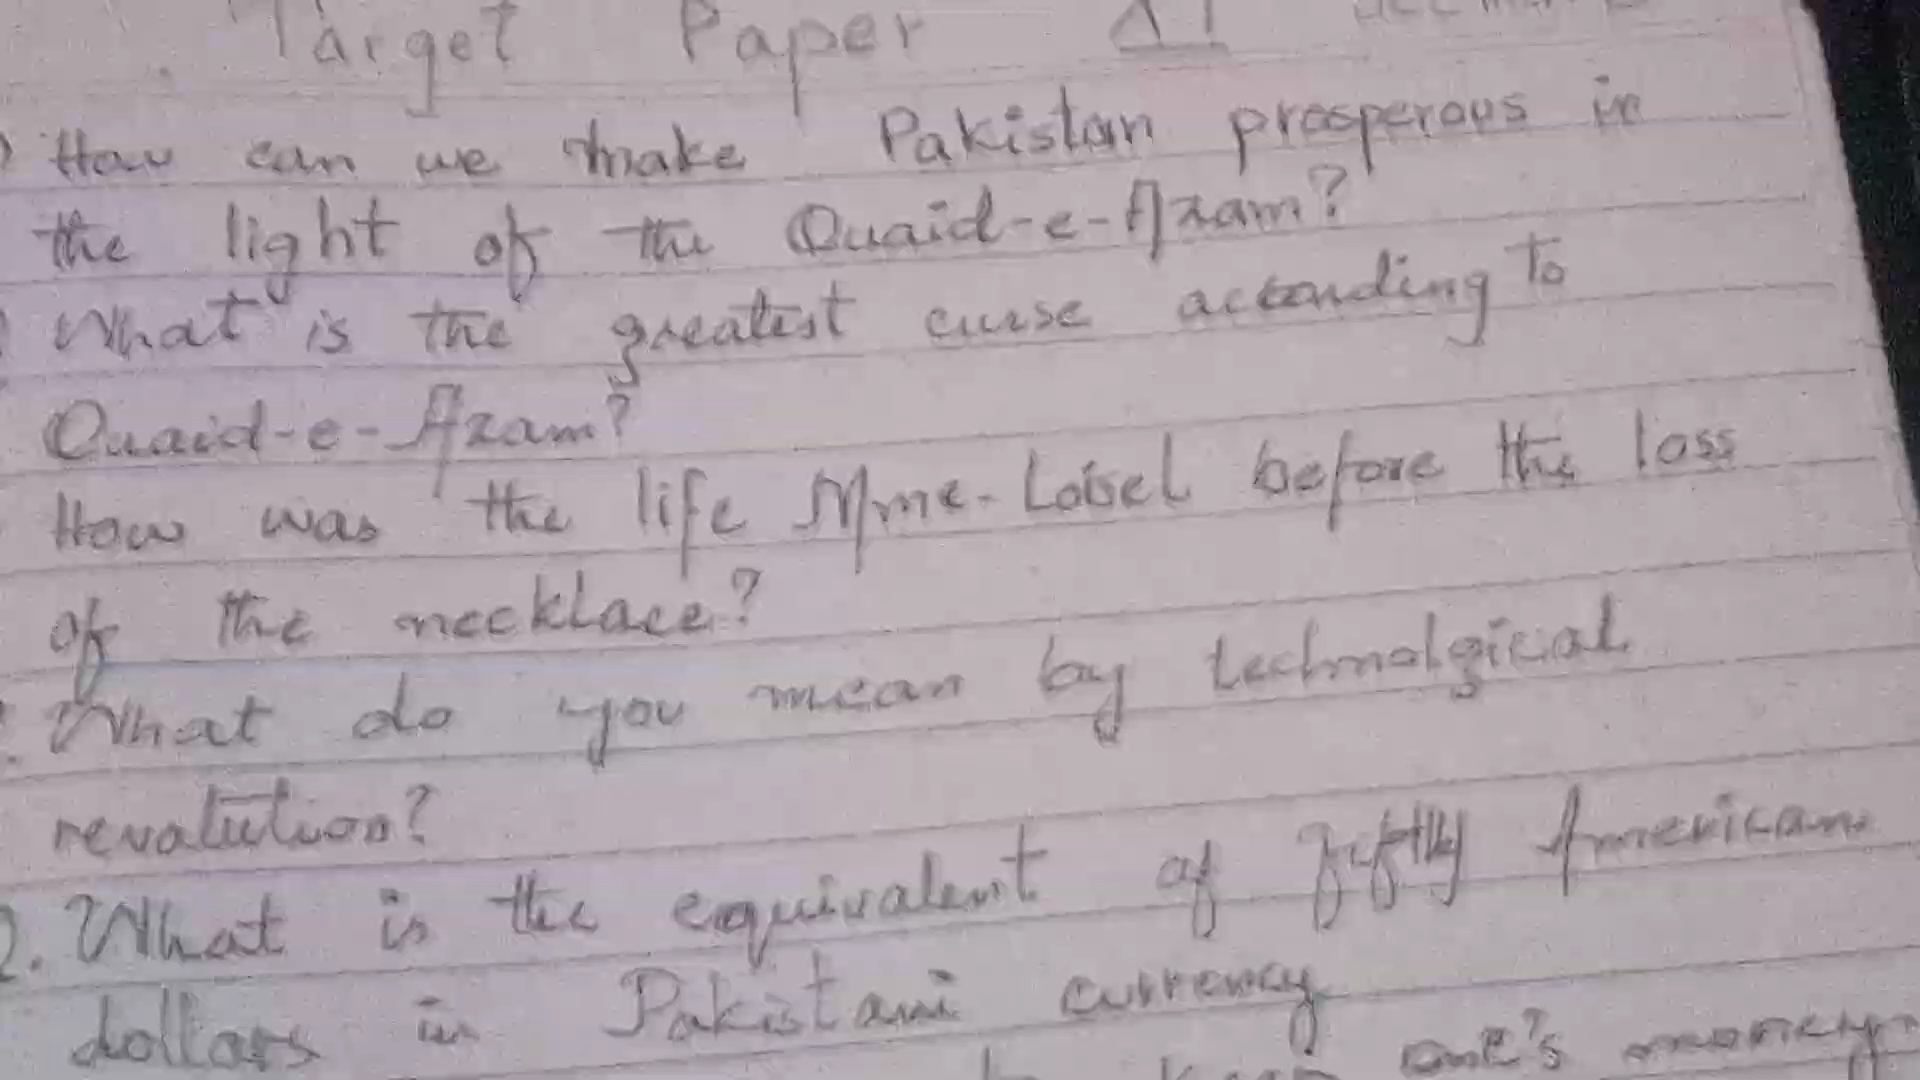 Target Paper
How can we make Pakistan prosperous in
the light of the Quaid-e-Azam?
What is the greatest curse according to
Quaid-e-Azam?
How was the life Mme. Loisel before the loss
of the necklace?
What do you mean by technolgical
revolution?
2. What is the equivalent of American
dollars in Pakistani currency
one's money